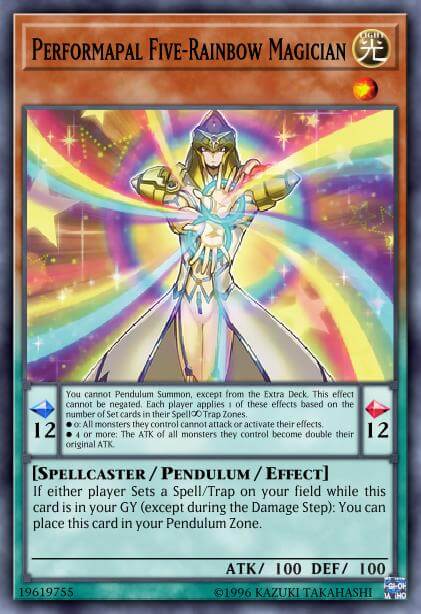 PERFORMAPAL FIVE-RAINBOW MAGICIAN
LIGHT
光
You cannot Pendulum Summon, except from the Extra Deck. This effect
cannot be negated. Each player applies 1 of these effects based on the
number of Set cards in their Spell∞Trap Zones.
● 0: All monsters they control cannot attack or activate their effects.
● 4 or more: The ATK of all monsters they control become double their
original ATK.
12
12
[SPELLCASTER / PENDULUM / EFFECT]
If either player Sets a Spell/Trap on your field while this
card is in your GY (except during the Damage Step): You can
place this card in your Pendulum Zone.
ATK/ 100 DEF/ 100
19619755
©1996 KAZUKI TAKAHASHI